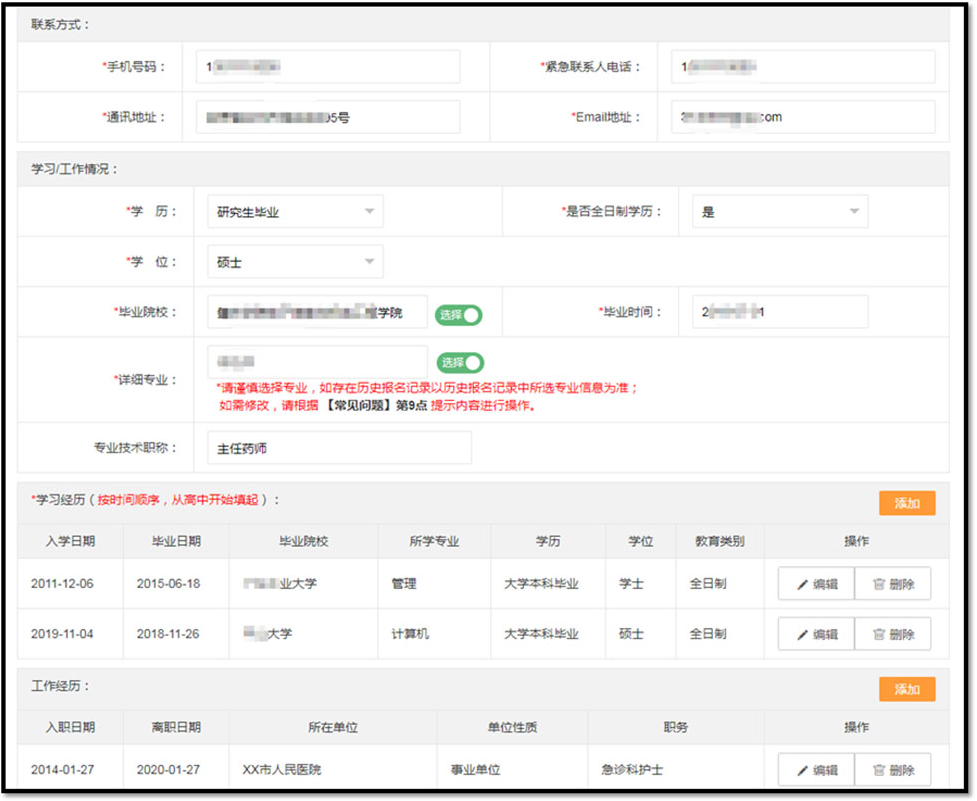 联系方式：
*手机号码： 1
*紧急联系人电话： 1
*通讯地址： 05号
*Email地址： com
学习/工作情况：
*学 历： 研究生毕业
*是否全日制学历： 是
*学 位： 硕士
*毕业院校： 学院 选择
*毕业时间： 2 1
*详细专业： 选择
*请谨慎选择专业，如存在历史报名记录以历史报名记录中所选专业信息为准；
如需修改，请根据【常见问题】第9点 提示内容进行操作。
专业技术职称： 主任药师
*学习经历（按时间顺序，从高中开始填起）： 添加
入学日期 毕业日期 毕业院校 所学专业 学历 学位 教育类别 操作
2011-12-06 2015-06-18 业大学 管理 大学本科毕业 学士 全日制 编辑 删除
2019-11-04 2018-11-26 大学 计算机 大学本科毕业 硕士 全日制 编辑 删除
工作经历： 添加
入职日期 离职日期 所在单位 单位性质 职务 操作
2014-01-27 2020-01-27 XX市人民医院 事业单位 急诊科护士 编辑 删除